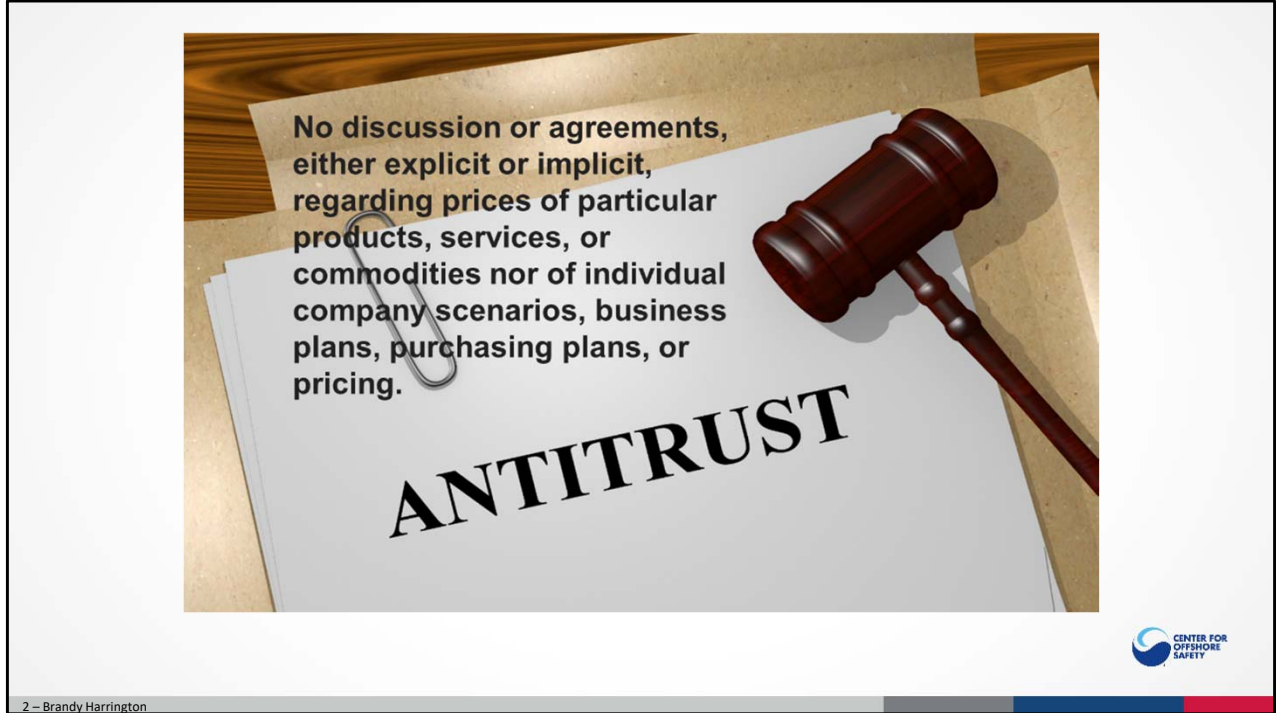 No discussion or agreements,
either explicit or implicit,
regarding prices of particular
products, services, or
commodities nor of individual
company scenarios, business
plans, purchasing plans, or
pricing.
ANTITRUST
CENTER FOR
OFFSHORE
SAFETY
2 – Brandy Harrington